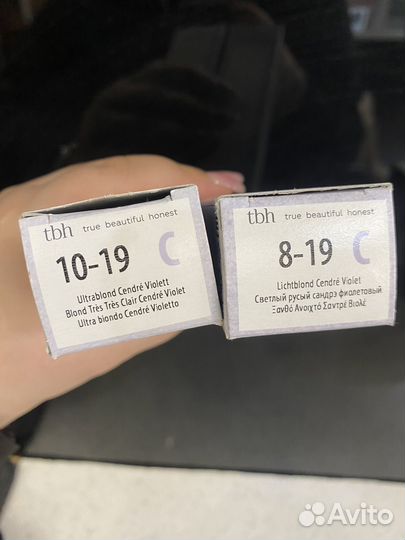 tbh true beautiful honest
10-19 C
Ultrablond Cendré Violett
Blond Très Très Clair Cendré Violet
Ultra biondo Cendré Violetto
tbh true beautiful honest
8-19 C
Lichtblond Cendré Violet
Светлый русый сандрэ фиолетовый
Ξανθό Ανοιχτό Σαντρέ Βιολέ
Avito